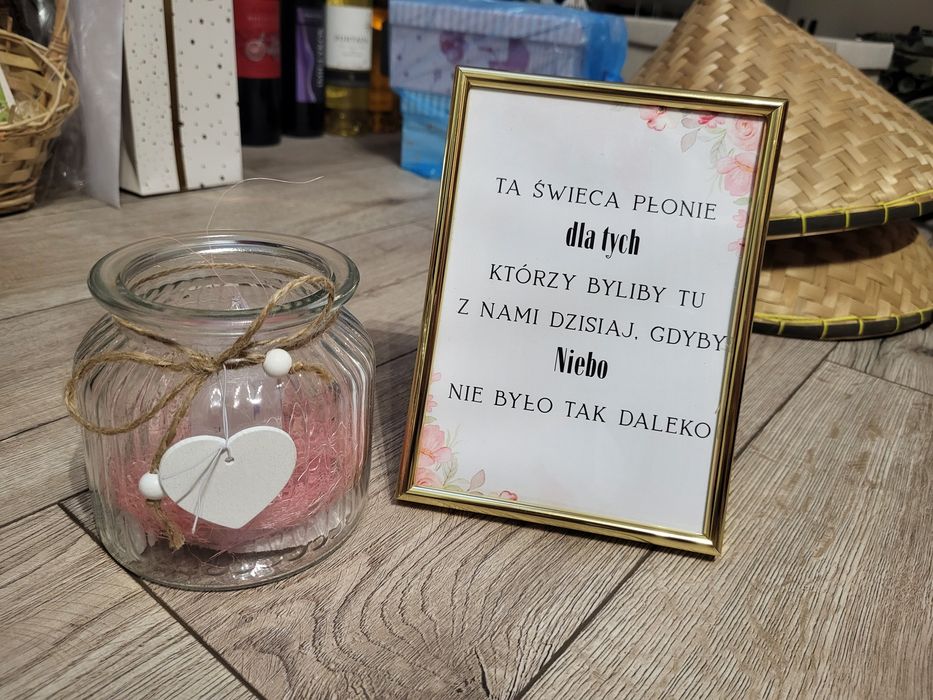 TA ŚWIECA PŁONIE
dla tych
KTÓRZY BYLIBY TU
Z NAMI DZISIAJ, GDYBY
Niebo
NIE BYŁO TAK DALEKO